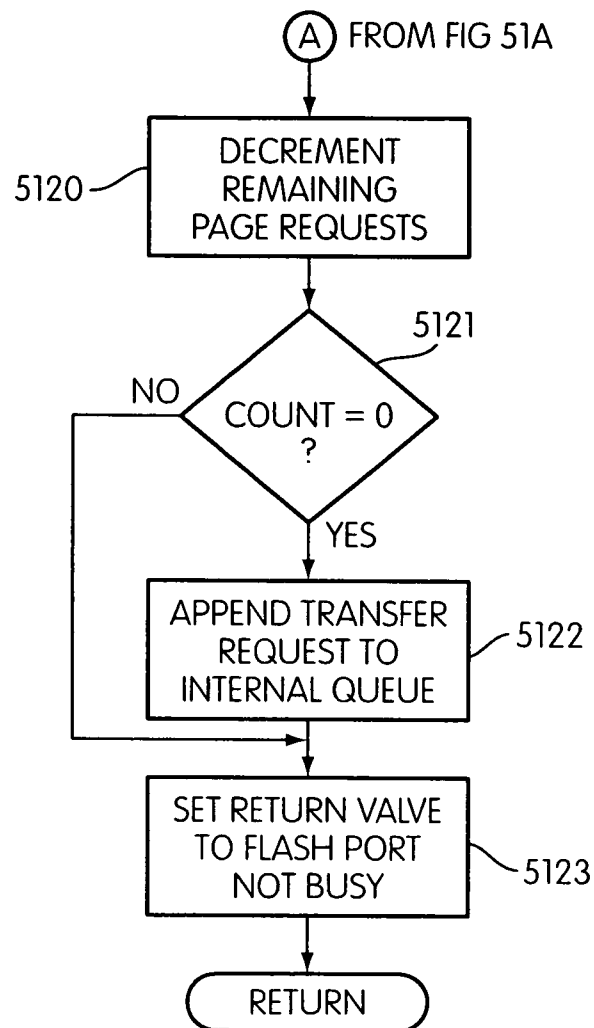 A FROM FIG 51A
DECREMENT
REMAINING
PAGE REQUESTS
5120
5121
NO
COUNT = 0
?
YES
APPEND TRANSFER
REQUEST TO
INTERNAL QUEUE
5122
SET RETURN VALVE
TO FLASH PORT
NOT BUSY
5123
RETURN